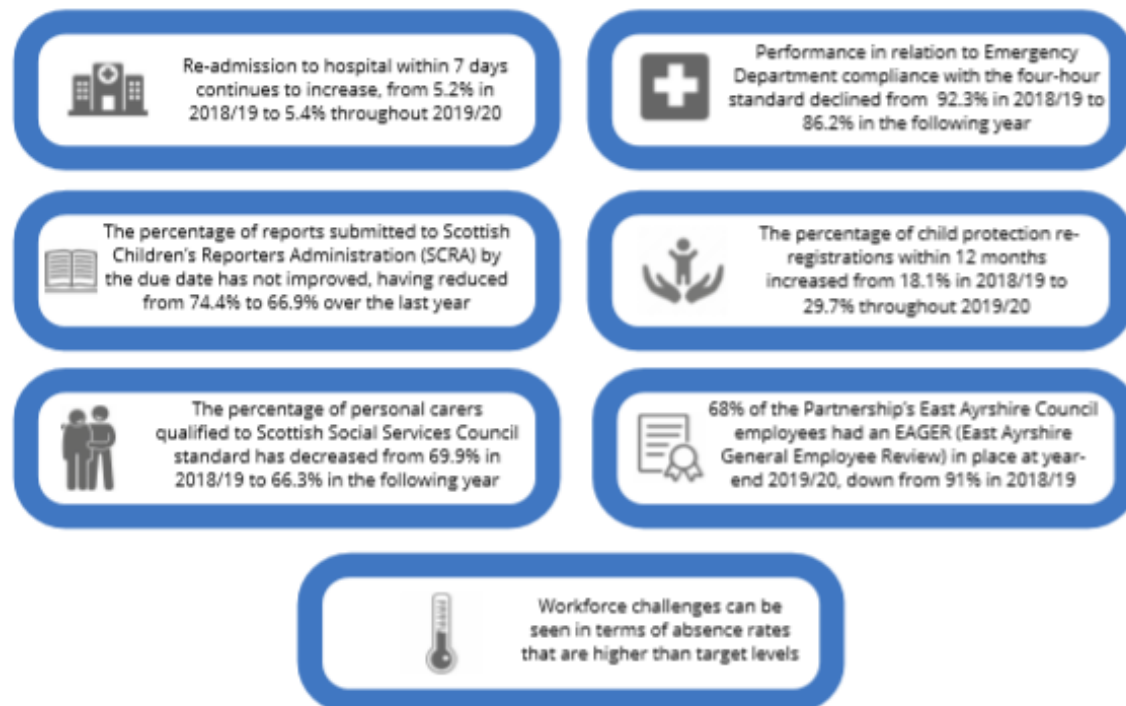 Re-admission to hospital within 7 days
continues to increase, from 5.2% in
2018/19 to 5.4% throughout 2019/20
Performance in relation to Emergency
Department compliance with the four-hour
standard declined from 92.3% in 2018/19 to
86.2% in the following year
The percentage of reports submitted to Scottish
Children's Reporters Administration (SCRA) by
the due date has not improved, having reduced
from 74.4% to 66.9% over the last year
The percentage of child protection re-
registrations within 12 months
increased from 18.1% in 2018/19 to
29.7% throughout 2019/20
The percentage of personal carers
qualified to Scottish Social Services Council
standard has decreased from 69.9% in
2018/19 to 66.3% in the following year
68% of the Partnership's East Ayrshire Council
employees had an EAGER (East Ayrshire
General Employee Review) in place at year-
end 2019/20, down from 91% in 2018/19
Workforce challenges can be
seen in terms of absence rates
that are higher than target levels